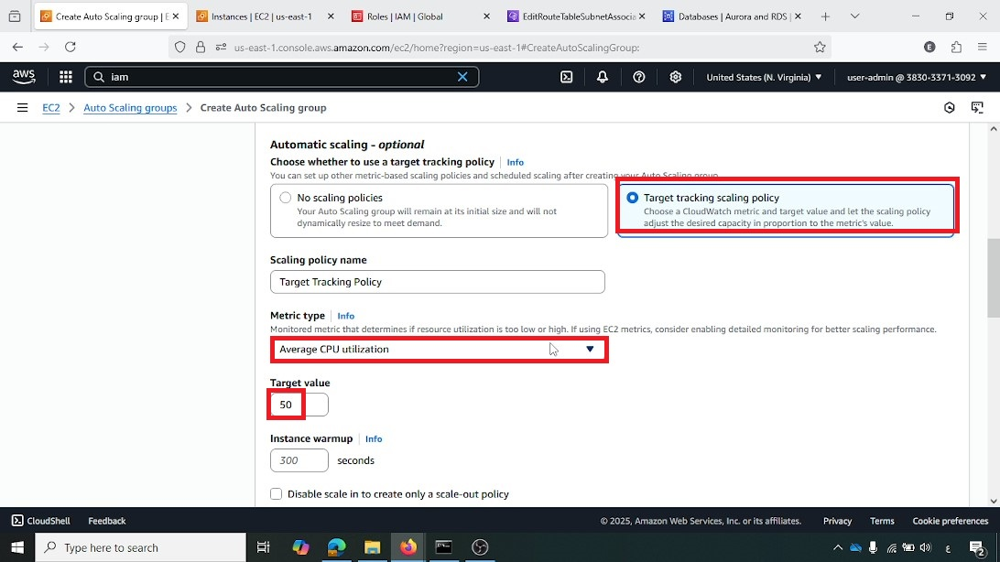 Create Auto Scaling group | E
Instances | EC2 | us-east-1
Roles | IAM | Global
EditRouteTableSubnetAssocia
Databases | Aurora and RDS |
us-east-1.console.aws.amazon.com/ec2/home?region=us-east-1#CreateAutoScalingGroup:
E
aws
iam
United States (N. Virginia)
user-admin @ 3830-3371-3092
EC2
Auto Scaling groups
Create Auto Scaling group
Automatic scaling - optional
Choose whether to use a target tracking policy
Info
You can set up other metric-based scaling policies and scheduled scaling after creating your Auto Scaling group.
No scaling policies
Your Auto Scaling group will remain at its initial size and will not
dynamically resize to meet demand.
Target tracking scaling policy
Choose a CloudWatch metric and target value and let the scaling policy
adjust the desired capacity in proportion to the metric's value.
Scaling policy name
Target Tracking Policy
Metric type
Info
Monitored metric that determines if resource utilization is too low or high. If using EC2 metrics, consider enabling detailed monitoring for better scaling performance.
Average CPU utilization
Target value
50
Instance warmup
Info
300
seconds
Disable scale in to create only a scale-out policy
CloudShell
Feedback
© 2025, Amazon Web Services, Inc. or its affiliates.
Privacy
Terms
Cookie preferences
Type here to search
ع
2